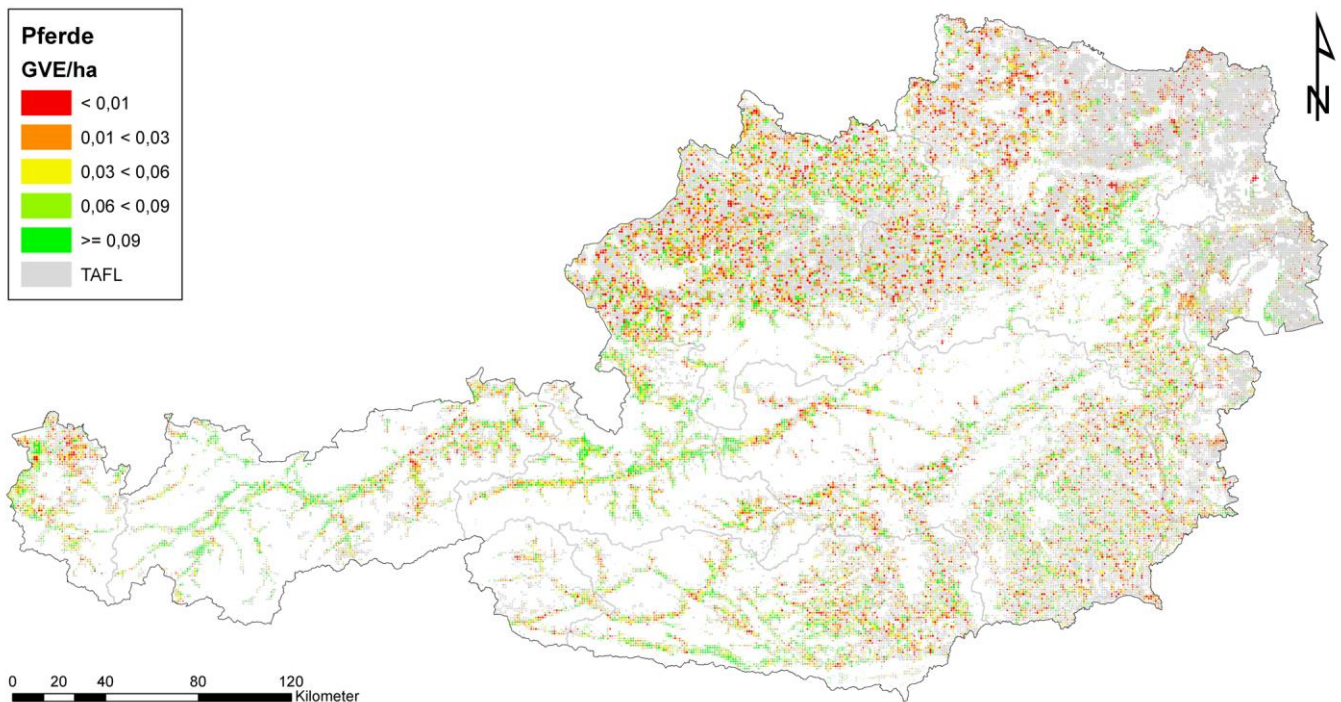 Pferde
GVE/ha
< 0,01
0,01 < 0,03
0,03 < 0,06
0,06 < 0,09
>= 0,09
TAFL
N
0 20 40 80 120
Kilometer